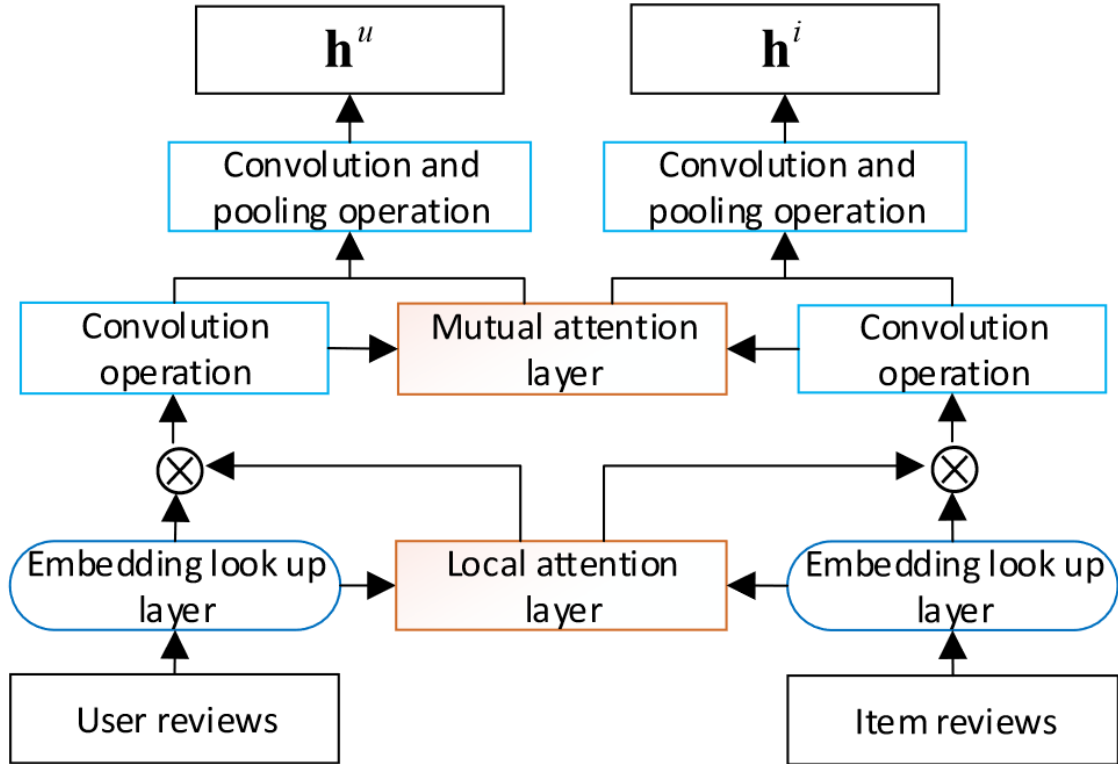 h^u
h^i
Convolution and
pooling operation
Convolution and
pooling operation
Convolution
operation
Mutual attention
layer
Convolution
operation
Embedding look up
layer
Local attention
layer
Embedding look up
layer
User reviews
Item reviews